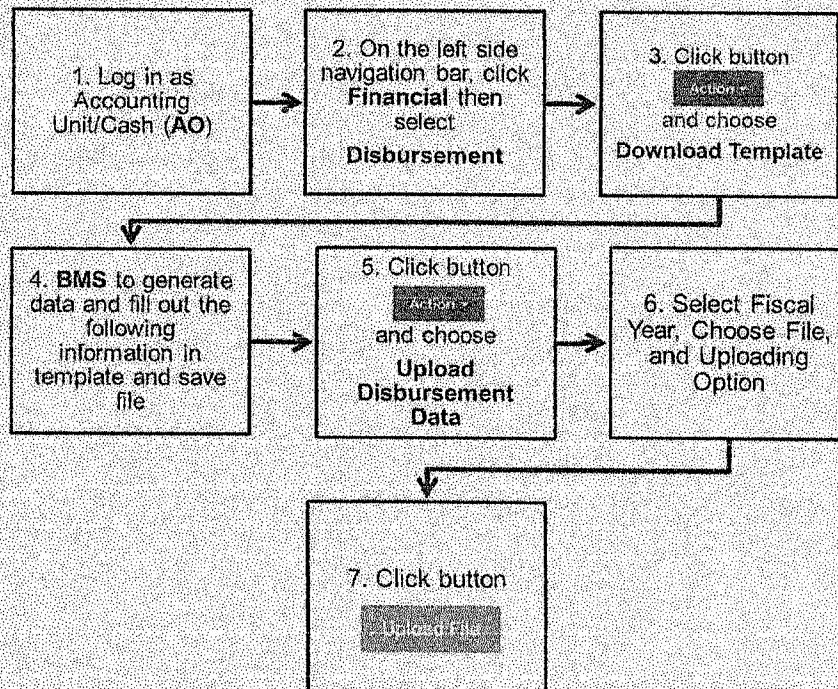 1. Log in as
Accounting
Unit/Cash (AO)
2. On the left side
navigation bar, click
Financial then
select
Disbursement
3. Click button
Action
and choose
Download Template
4. BMS to generate
data and fill out the
following
information in
template and save
file
5. Click button
Action
and choose
Upload
Disbursement
Data
6. Select Fiscal
Year, Choose File,
and Uploading
Option
7. Click button
Upload File